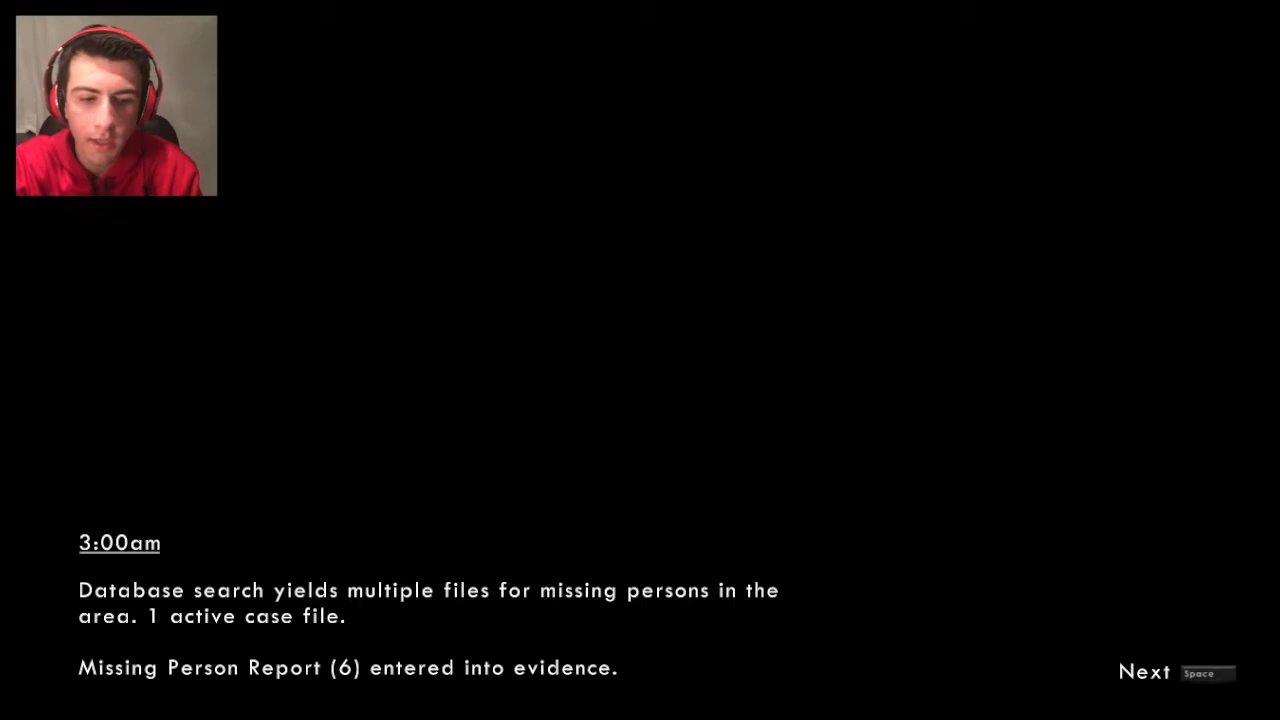 3:00am
Database search yields multiple files for missing persons in the
area. 1 active case file.
Missing Person Report (6) entered into evidence.
Next Space